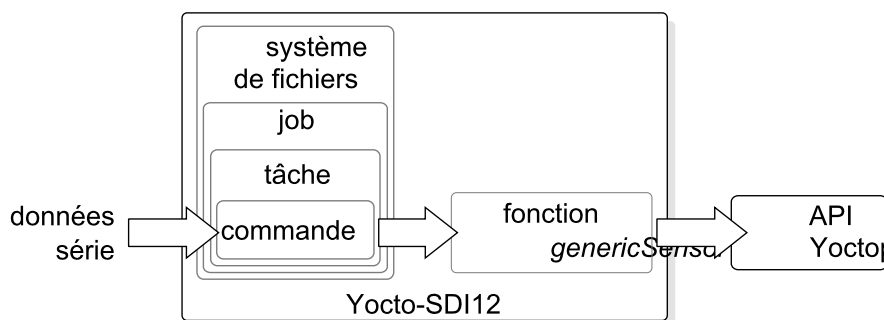 système
de fichiers
job
tâche
données
série
commande
fonction
API
Yocto-SDI12